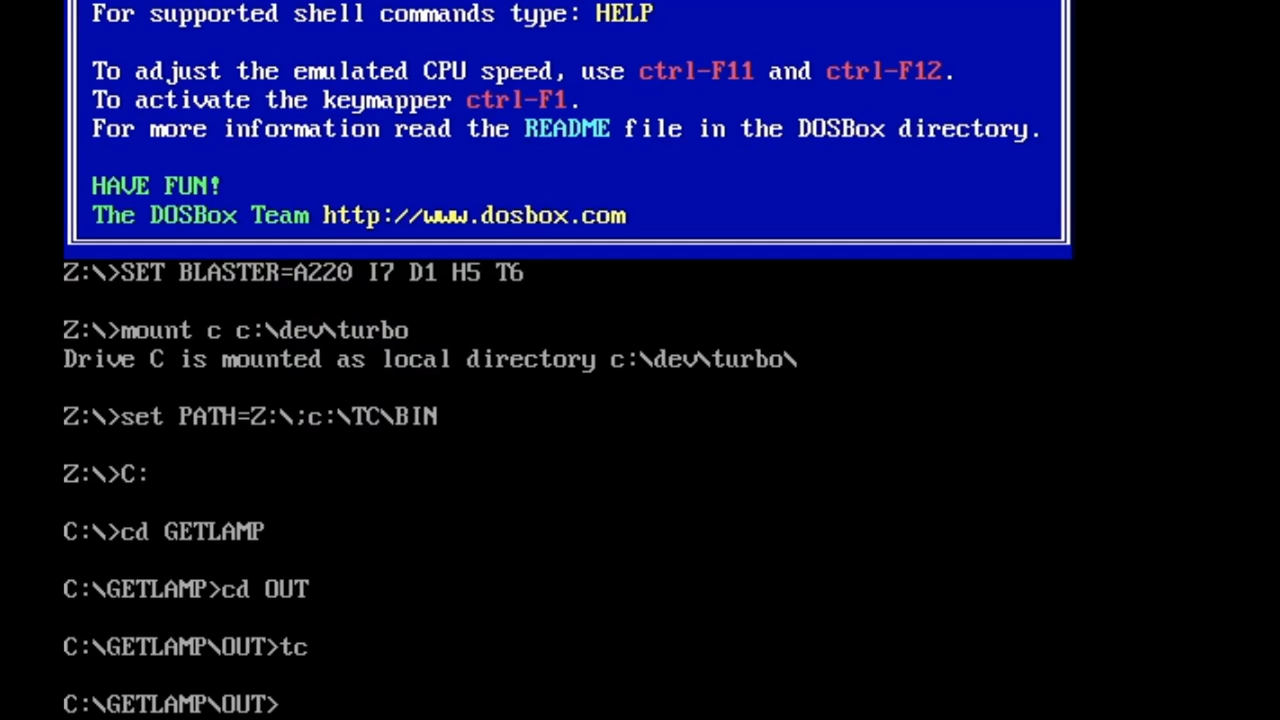 For supported shell commands type: HELP
To adjust the emulated CPU speed, use ctrl-F11 and ctrl-F12.
To activate the keymapper ctrl-F1.
For more information read the README file in the DOSBox directory.
HAVE FUN!
The DOSBox Team http://www.dosbox.com
Z:\>SET BLASTER=A220 I7 D1 H5 T6
Z:\>mount c c:\dev\turbo
Drive C is mounted as local directory c:\dev\turbo\
Z:\>set PATH=Z:\;c:\TC\BIN
Z:\>C:
C:\>cd GETLAMP
C:\GETLAMP>cd OUT
C:\GETLAMP\OUT>tc
C:\GETLAMP\OUT>